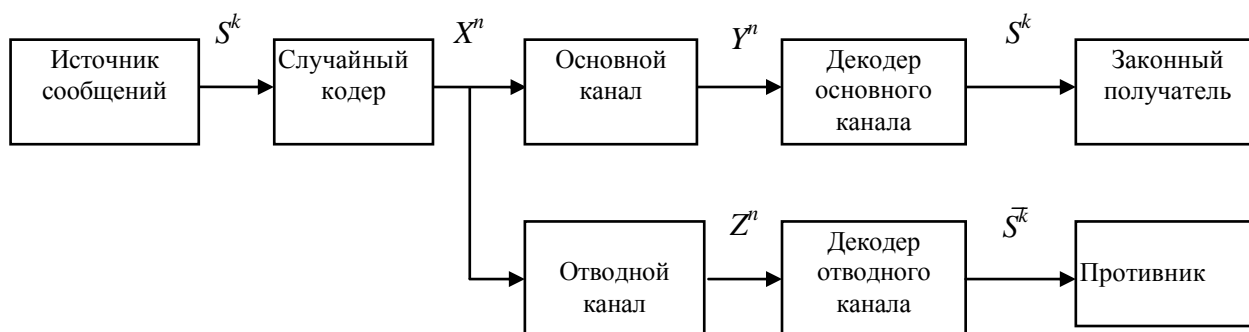 S^k
X^n
Y^n
S^k
Источник
сообщений
Случайный
кодер
Основной
канал
Декодер
основного
канала
Законный
получатель
Z^n
S̅^k
Отводной
канал
Декодер
отводного
канала
Противник